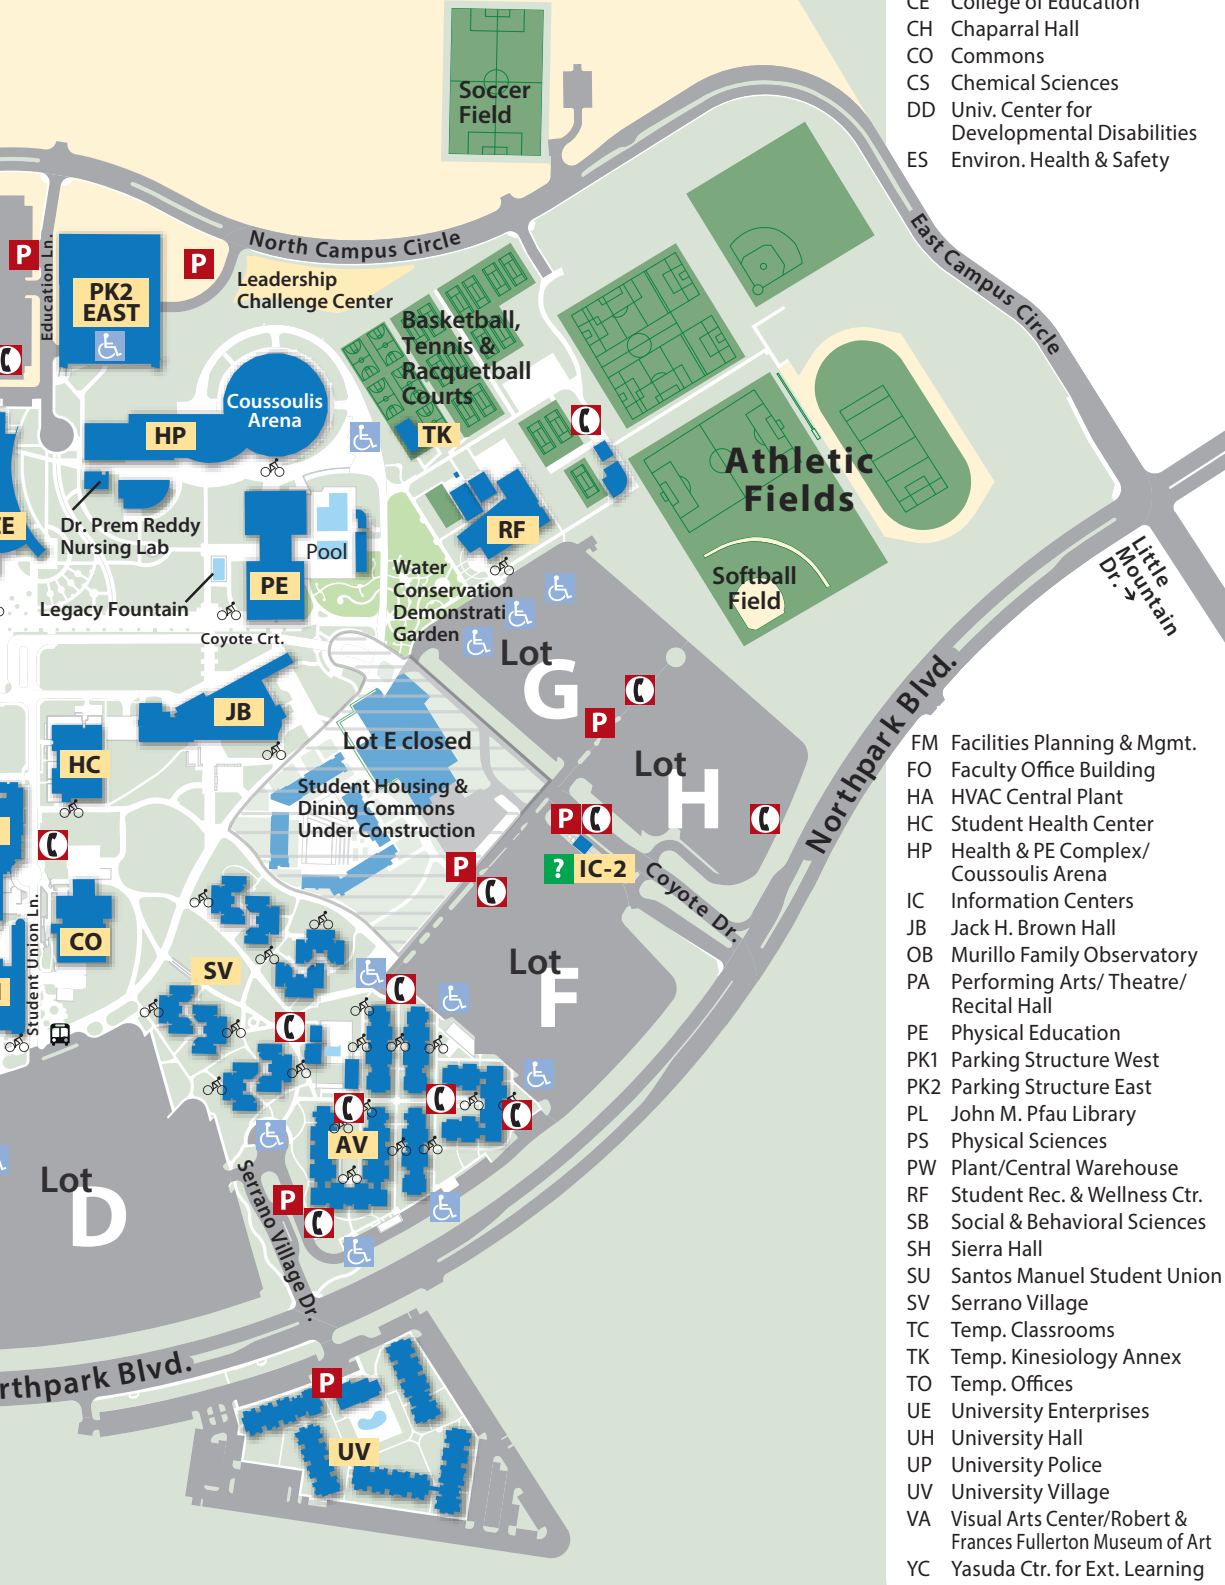 CE College of Education
CH Chaparral Hall
CO Commons
CS Chemical Sciences
DD Univ. Center for
Developmental Disabilities
ES Environ. Health & Safety
Soccer
Field
North Campus Circle
East Campus Circle
P
P
Education Ln.
PK2
EAST
Leadership
Challenge Center
Basketball,
Tennis &
Racquetball
Courts
Coussoulis
Arena
HP
TK
Athletic
Fields
Dr. Prem Reddy
Nursing Lab
RF
Pool
PE
Legacy Fountain
Water
Conservation
Demonstrati
Garden
Softball
Field
Little
Mountain
Dr.
Coyote Crt.
Lot
G
P
JB
Lot E closed
HC
Student Housing &
Dining Commons
Under Construction
Lot
H
Northpark Blvd.
P
P
? IC-2
Coyote Dr.
Student Union Ln.
CO
SV
Lot
F
AV
Lot
D
P
Serrano Village Dr.
rthpark Blvd.
P
UV
FM Facilities Planning & Mgmt.
FO Faculty Office Building
HA HVAC Central Plant
HC Student Health Center
HP Health & PE Complex/
Coussoulis Arena
IC Information Centers
JB Jack H. Brown Hall
OB Murillo Family Observatory
PA Performing Arts/ Theatre/
Recital Hall
PE Physical Education
PK1 Parking Structure West
PK2 Parking Structure East
PL John M. Pfau Library
PS Physical Sciences
PW Plant/Central Warehouse
RF Student Rec. & Wellness Ctr.
SB Social & Behavioral Sciences
SH Sierra Hall
SU Santos Manuel Student Union
SV Serrano Village
TC Temp. Classrooms
TK Temp. Kinesiology Annex
TO Temp. Offices
UE University Enterprises
UH University Hall
UP University Police
UV University Village
VA Visual Arts Center/Robert &
Frances Fullerton Museum of Art
YC Yasuda Ctr. for Ext. Learning